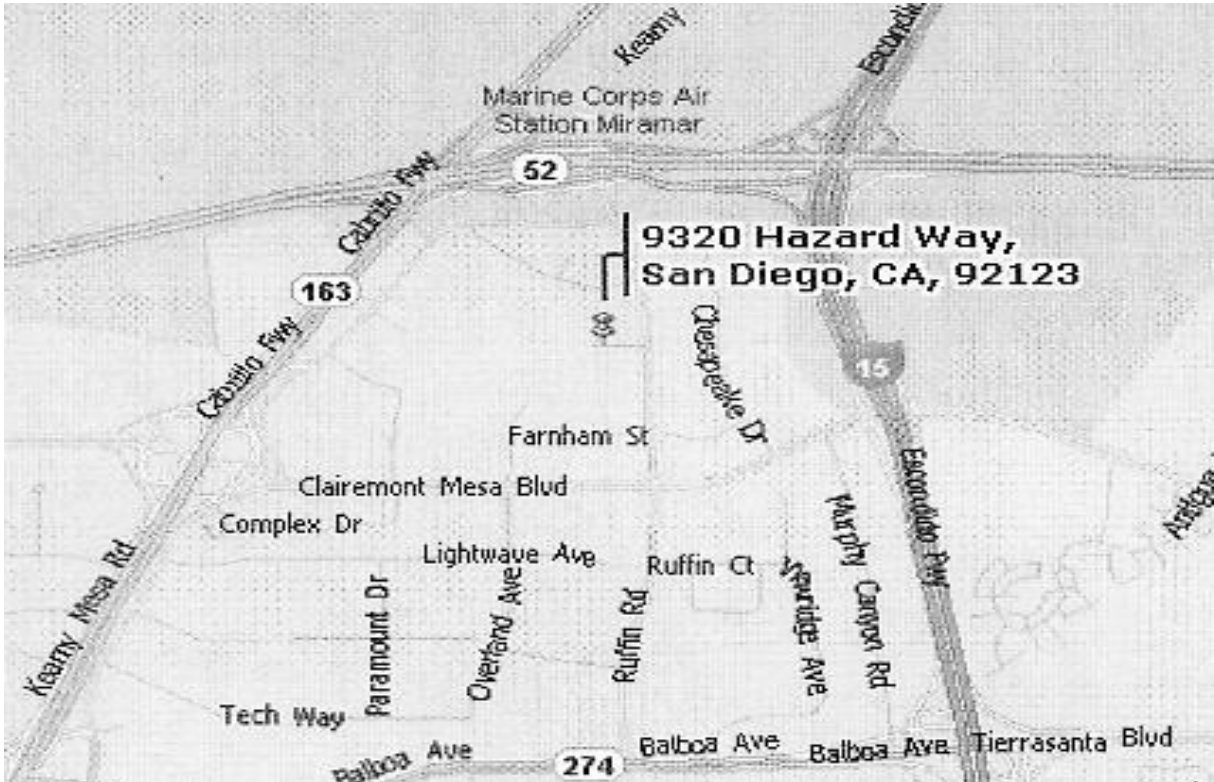 Kearny
Escondi
Marine Corps Air
Station Miramar
52
Cabrillo Fwy
9320 Hazard Way,
San Diego, CA, 92123
163
Cabrillo Fwy
Chesapeake Dr
15
Farnham St
Clairemont Mesa Blvd
Escondido Fwy
Complex Dr
Murphy Canyon Rd
Lightwave Ave
Ruffin Ct
Kearny Mesa Rd
Paramount Dr
Overland Ave
Ruffin Rd
Ave
Tech Way
Balboa Ave
274
Balboa Ave
Balboa Ave
Tierrasanta Blvd